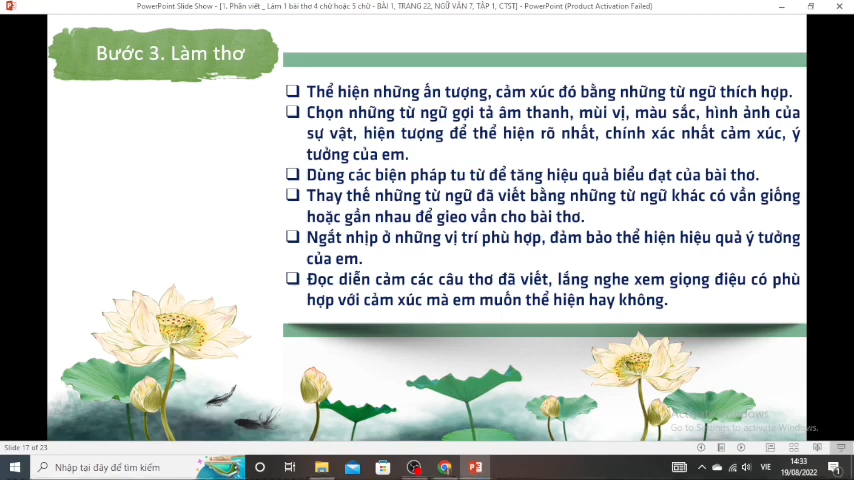 PowerPoint Slide Show - [1. Phần viết _ Làm 1 bài thơ 4 chữ hoặc 5 chữ - BÀI 1, TRANG 22, NGỮ VĂN 7, TẬP 1, CTST] - PowerPoint (Product Activation Failed)
Bước 3. Làm thơ
Thể hiện những ấn tượng, cảm xúc đó bằng những từ ngữ thích hợp.
Chọn những từ ngữ gợi tả âm thanh, mùi vị, màu sắc, hình ảnh của
sự vật, hiện tượng để thể hiện rõ nhất, chính xác nhất cảm xúc, ý
tưởng của em.
Dùng các biện pháp tu từ để tăng hiệu quả biểu đạt của bài thơ.
Thay thế những từ ngữ đã viết bằng những từ ngữ khác có vần giống
hoặc gần nhau để gieo vần cho bài thơ.
Ngắt nhịp ở những vị trí phù hợp, đảm bảo thể hiện hiệu quả ý tưởng
của em.
Đọc diễn cảm các câu thơ đã viết, lắng nghe xem giọng điệu có phù
hợp với cảm xúc mà em muốn thể hiện hay không.
Activate Windows
Go to Settings to activate Windows.
Slide 17 of 23
Nhập tại đây để tìm kiếm
VIE
14:33
19/08/2022